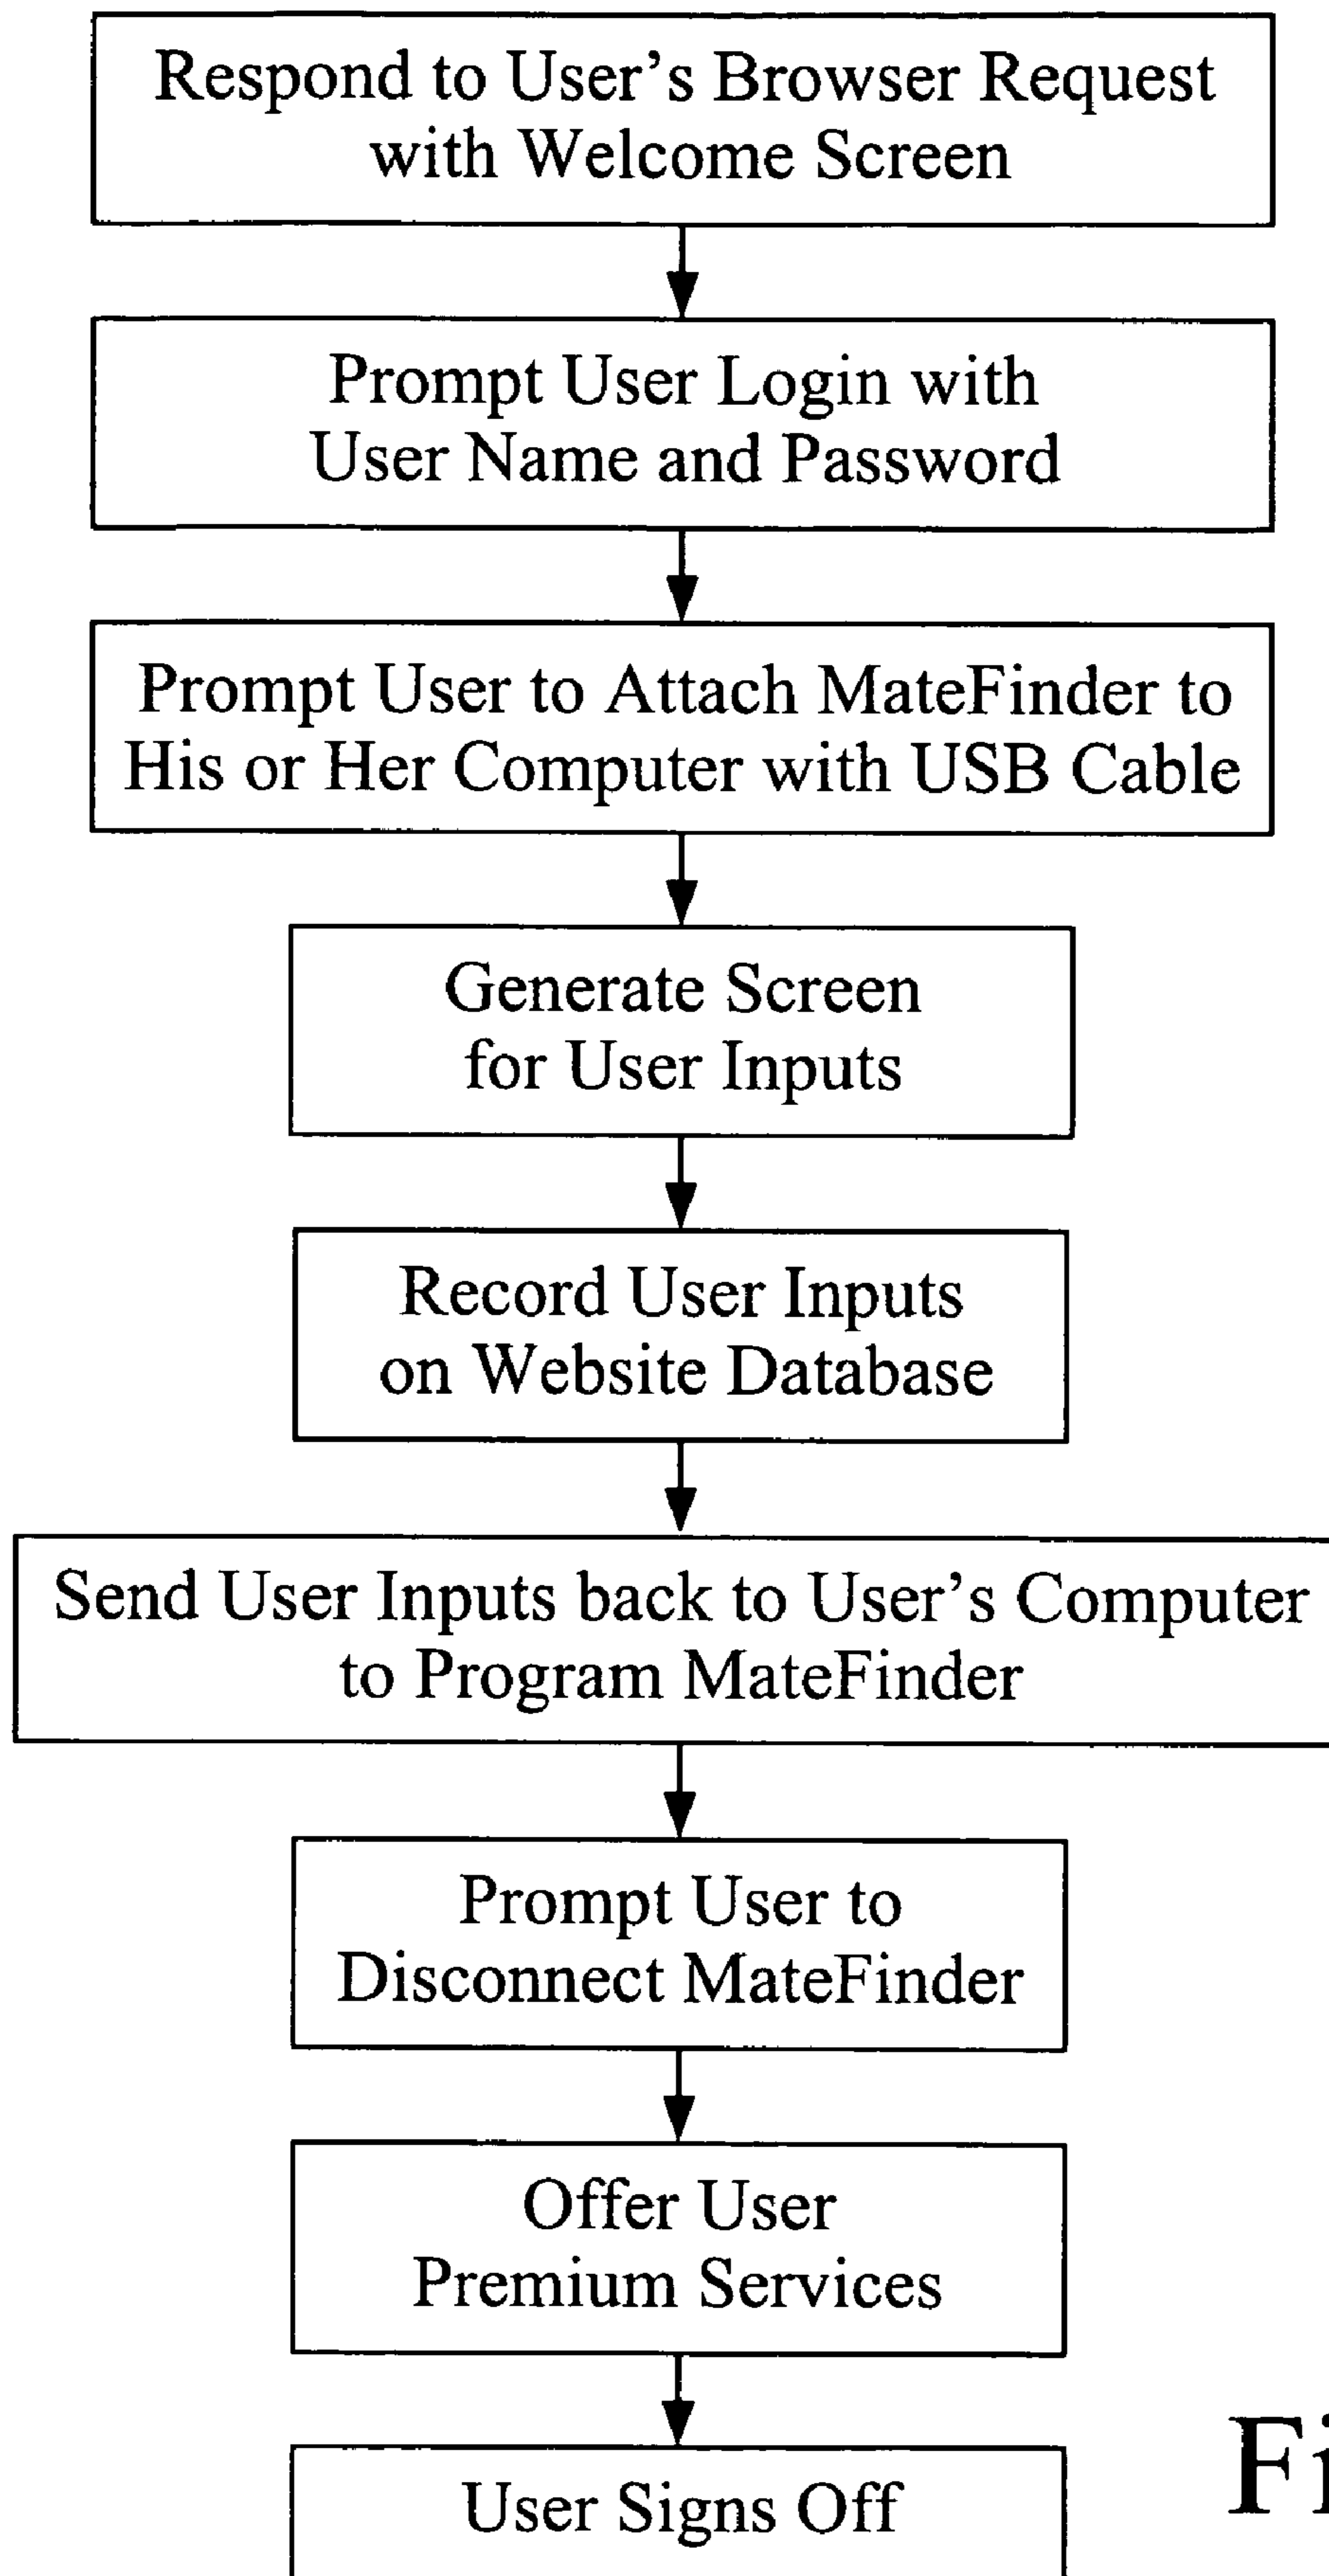 Respond to User’s Browser Request
with Welcome Screen
Prompt User Login with
User Name and Password
Prompt User to Attach MateFinder to
His or Her Computer with USB Cable
Generate Screen
for User Inputs
Record User Inputs
on Website Database
Send User Inputs back to User’s Computer
to Program MateFinder
Prompt User to
Disconnect MateFinder
Offer User
Premium Services
User Signs Off